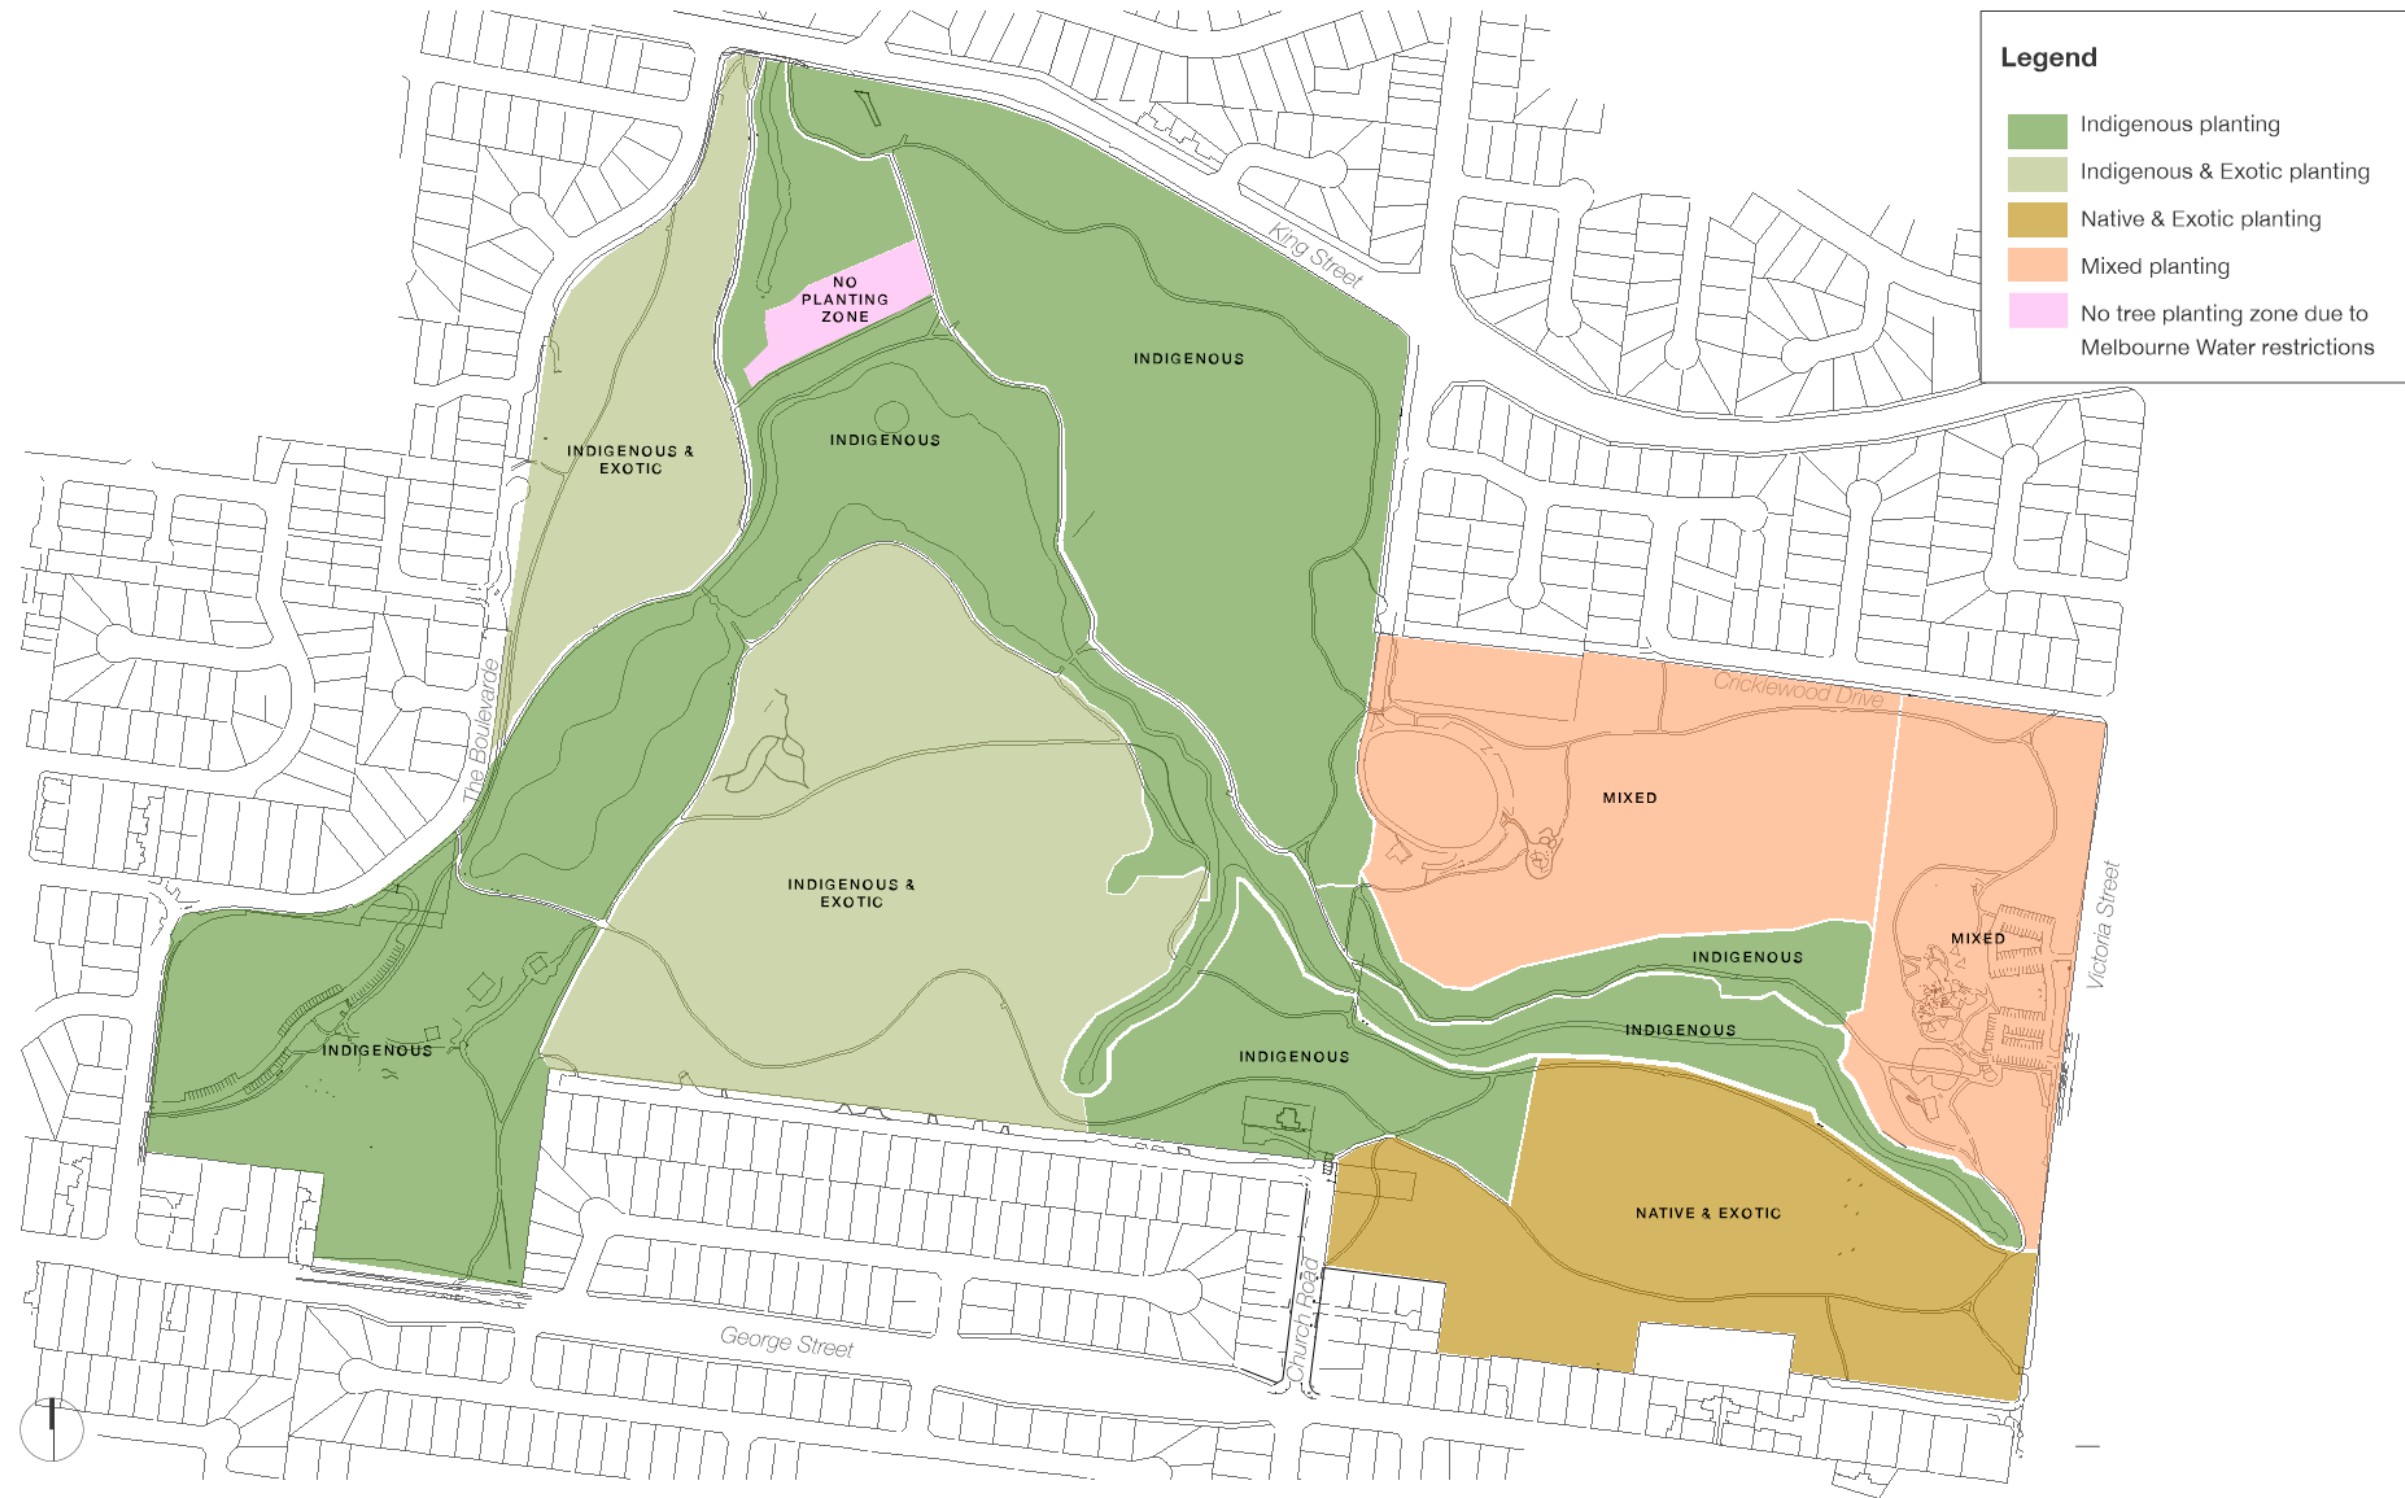 Legend
Indigenous planting
Indigenous & Exotic planting
Native & Exotic planting
Mixed planting
No tree planting zone due to
Melbourne Water restrictions
King Street
NO
PLANTING
ZONE
INDIGENOUS
INDIGENOUS
INDIGENOUS &
EXOTIC
The Boulevarde
Cricklewood Drive
MIXED
INDIGENOUS &
EXOTIC
MIXED
Victoria Street
INDIGENOUS
INDIGENOUS
INDIGENOUS
INDIGENOUS
NATIVE & EXOTIC
Church Road
George Street